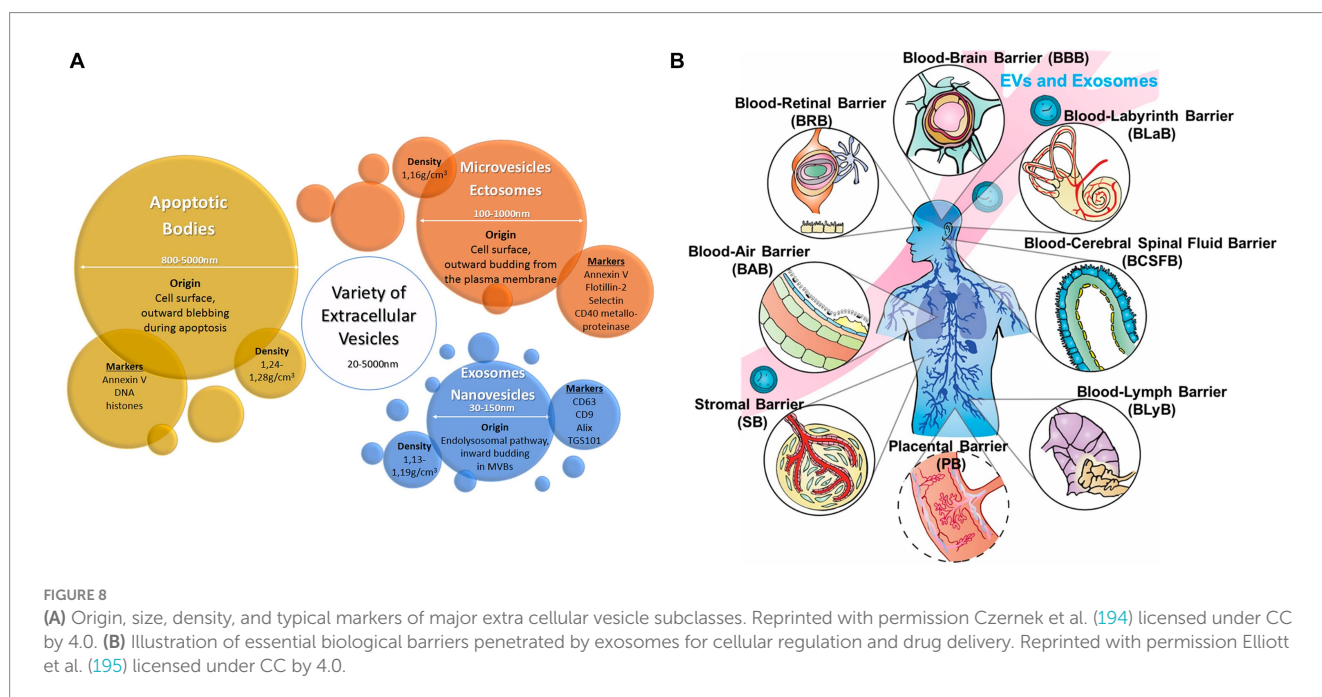 A
Apoptotic
Bodies
800-5000nm
Origin
Cell surface,
outward blebbing
during apoptosis
Markers
Annexin V
DNA
histones
Density
1,24-
1,28g/cm³
Density
1,16g/cm³
Microvesicles
Ectosomes
100-1000nm
Origin
Cell surface,
outward budding from
the plasma membrane
Markers
Annexin V
Flotillin-2
Selectin
CD40 metallo-
proteinase
Variety of
Extracellular
Vesicles
20-5000nm
Exosomes
Nanovesicles
30-150nm
Origin
Endolysosomal pathway,
inward budding
in MVBs
Markers
CD63
CD9
Alix
TGS101
Density
1,13-
1,19g/cm³
B
Blood-Brain Barrier (BBB)
EVs and Exosomes
Blood-Retinal Barrier
(BRB)
Blood-Labyrinth Barrier
(BLaB)
Blood-Air Barrier
(BAB)
Blood-Cerebral Spinal Fluid Barrier
(BCSFB)
Stromal Barrier
(SB)
Placental Barrier
(PB)
Blood-Lymph Barrier
(BLyB)
FIGURE 8
(A) Origin, size, density, and typical markers of major extra cellular vesicle subclasses. Reprinted with permission Czernek et al. (194) licensed under CC
by 4.0. (B) Illustration of essential biological barriers penetrated by exosomes for cellular regulation and drug delivery. Reprinted with permission Elliott
et al. (195) licensed under CC by 4.0.